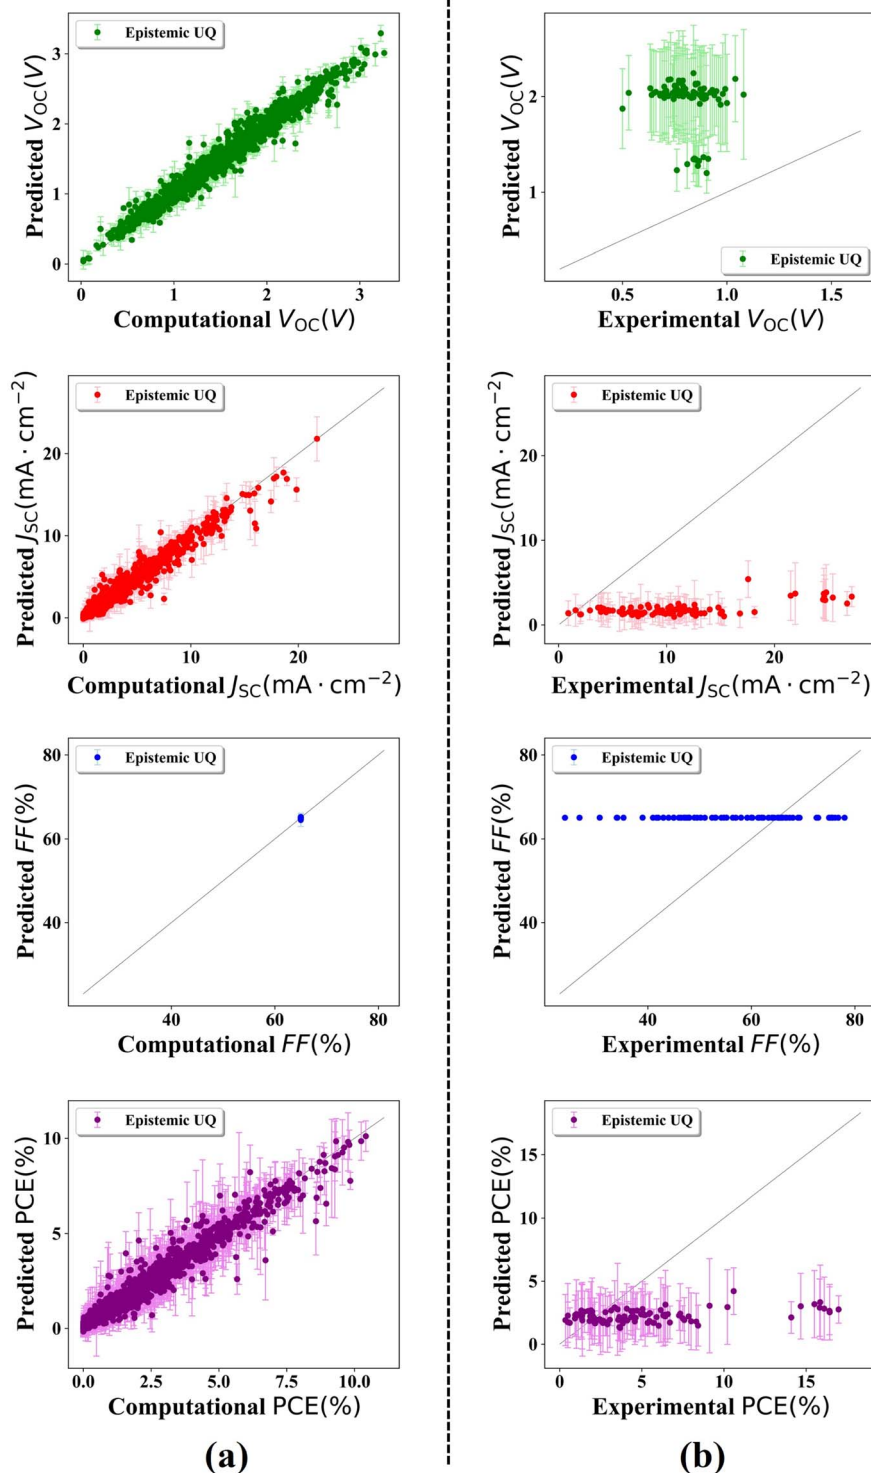 Predicted V_OC(V)
3
2
1
0
Epistemic UQ
0
1
2
3
Computational V_OC(V)
Predicted V_OC(V)
2
1
Epistemic UQ
0.5
1.0
1.5
Experimental V_OC(V)
Predicted J_SC(mA · cm⁻²)
20
10
0
Epistemic UQ
0
10
20
Computational J_SC(mA · cm⁻²)
Predicted J_SC(mA · cm⁻²)
20
10
0
Epistemic UQ
0
10
20
Experimental J_SC(mA · cm⁻²)
Predicted FF(%)
80
60
40
Epistemic UQ
40
60
80
Computational FF(%)
Predicted FF(%)
80
60
40
Epistemic UQ
40
60
80
Experimental FF(%)
Predicted PCE(%)
10
5
0
Epistemic UQ
0.0
2.5
5.0
7.5
10.0
Computational PCE(%)
Predicted PCE(%)
15
10
5
0
Epistemic UQ
0
5
10
15
Experimental PCE(%)
(a)
(b)